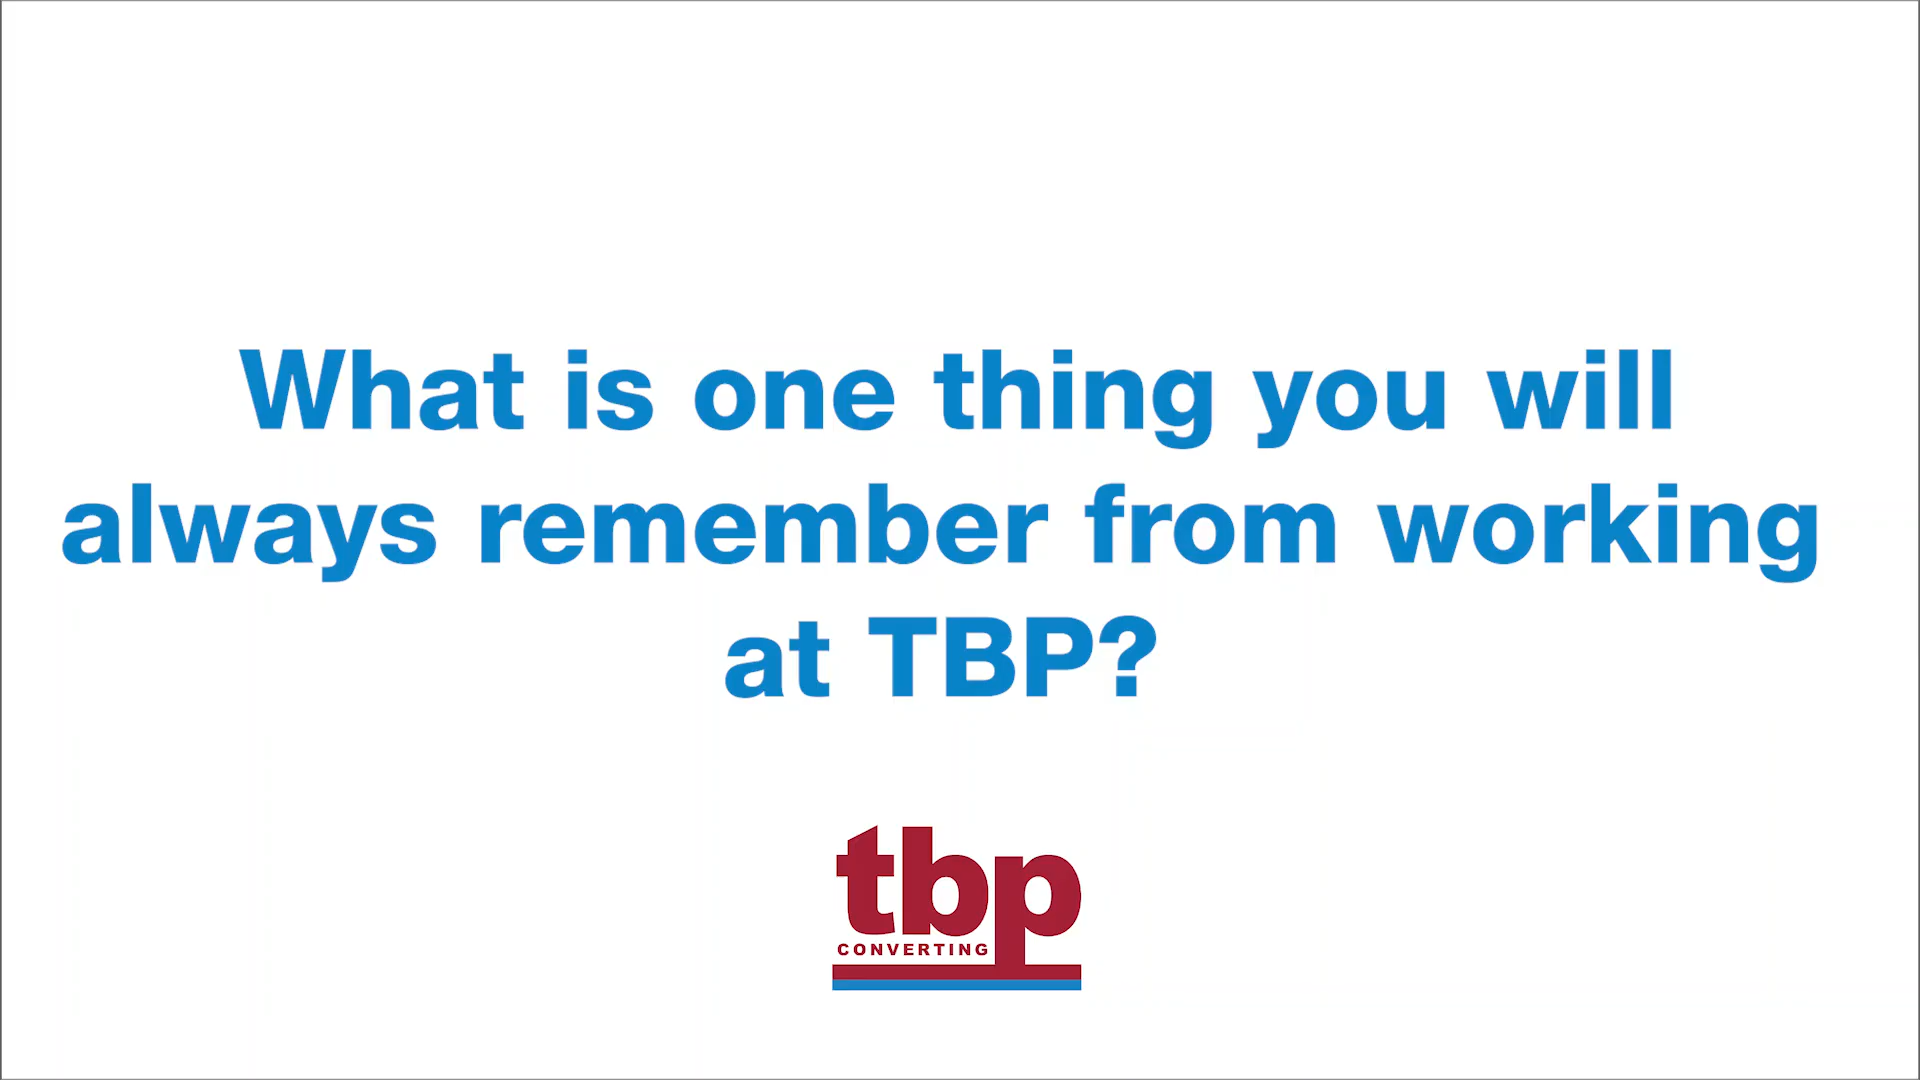 What is one thing you will
always remember from working
at TBP?
tbp
CONVERTING